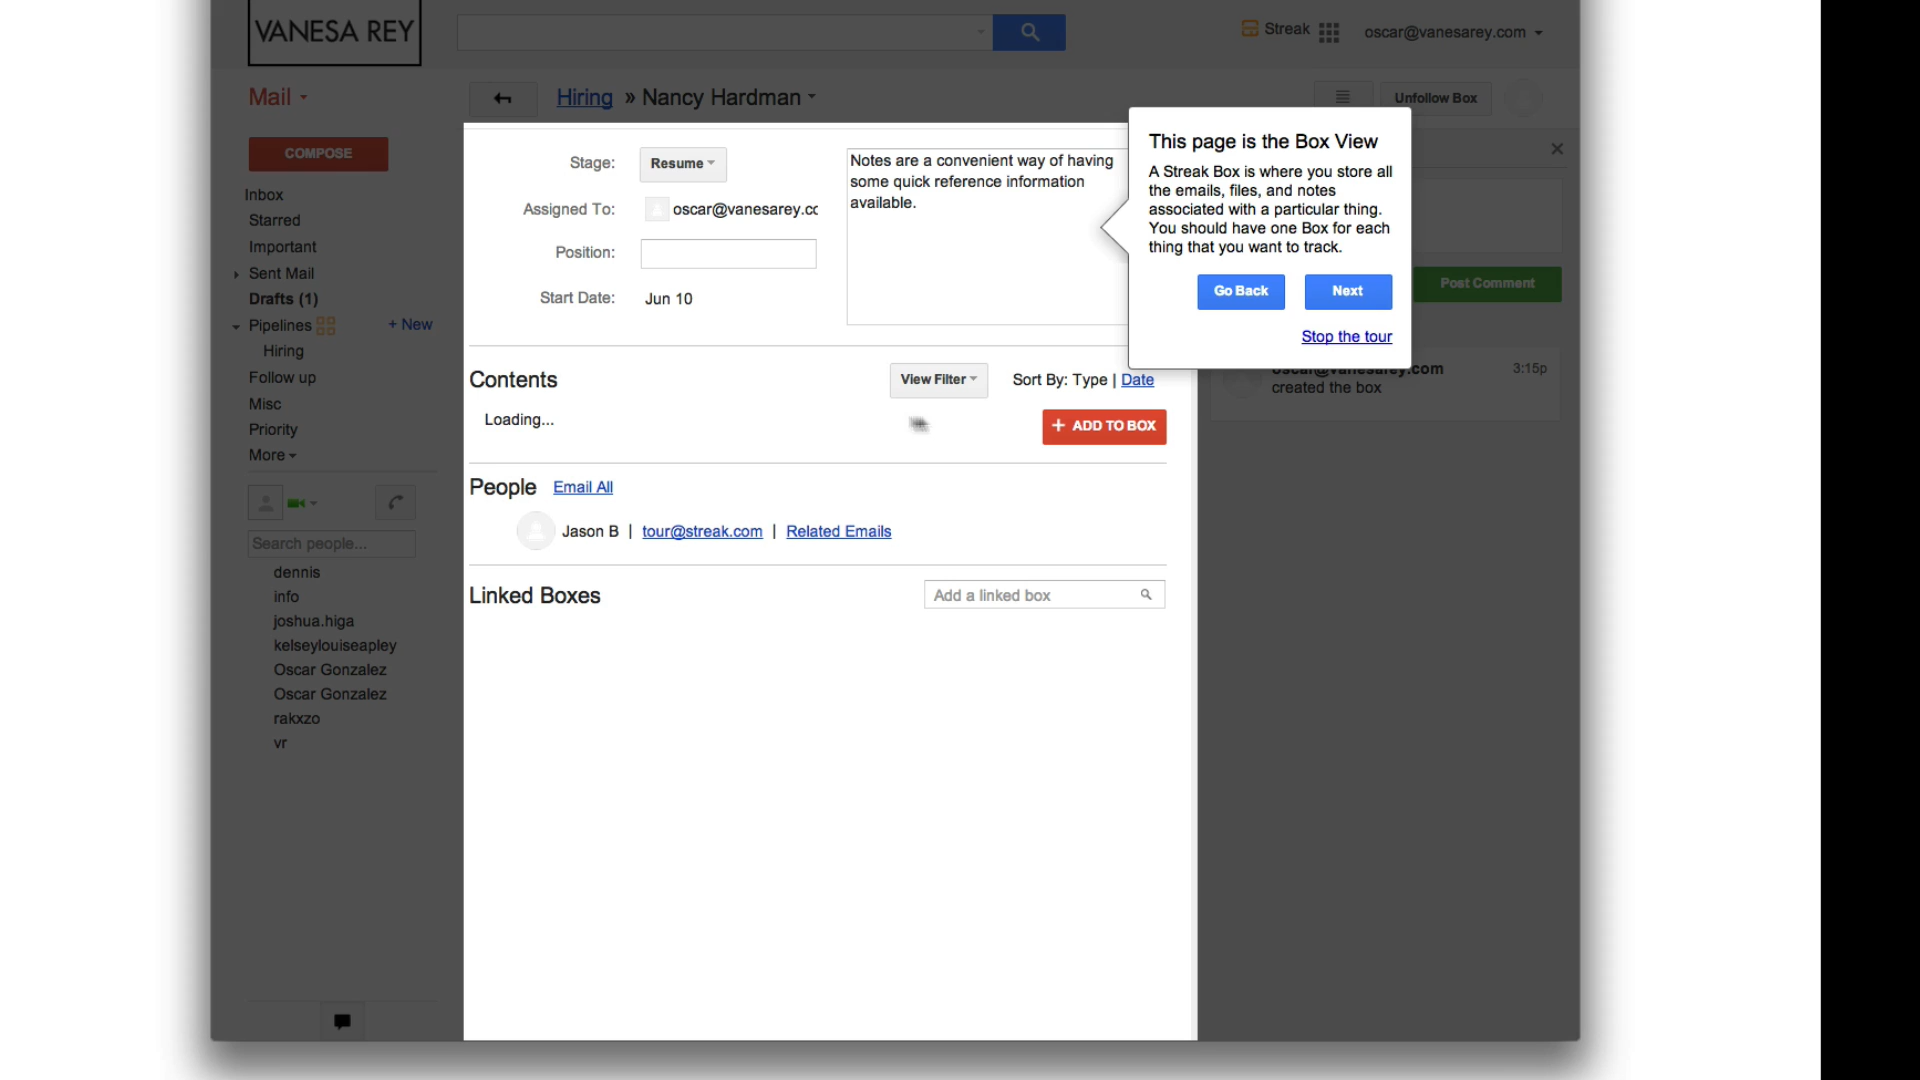 VANESA REY
Streak
oscar@vanesarey.com
Mail
Hiring » Nancy Hardman
Unfollow Box
COMPOSE
Inbox
Starred
Important
Sent Mail
Drafts (1)
Pipelines
+ New
Hiring
Follow up
Misc
Priority
More
Search people...
dennis
info
joshua.higa
kelseylouiseapley
Oscar Gonzalez
Oscar Gonzalez
rakxzo
vr
Stage:
Resume
Assigned To:
oscar@vanesarey.cc
Position:
Start Date:
Jun 10
Notes are a convenient way of having
some quick reference information
available.
This page is the Box View
A Streak Box is where you store all
the emails, files, and notes
associated with a particular thing.
You should have one Box for each
thing that you want to track.
Go Back
Next
Stop the tour
Post Comment
oscar@vanesarey.com
3:15p
created the box
Contents
View Filter
Sort By: Type | Date
Loading...
+ ADD TO BOX
People
Email All
Jason B | tour@streak.com | Related Emails
Linked Boxes
Add a linked box